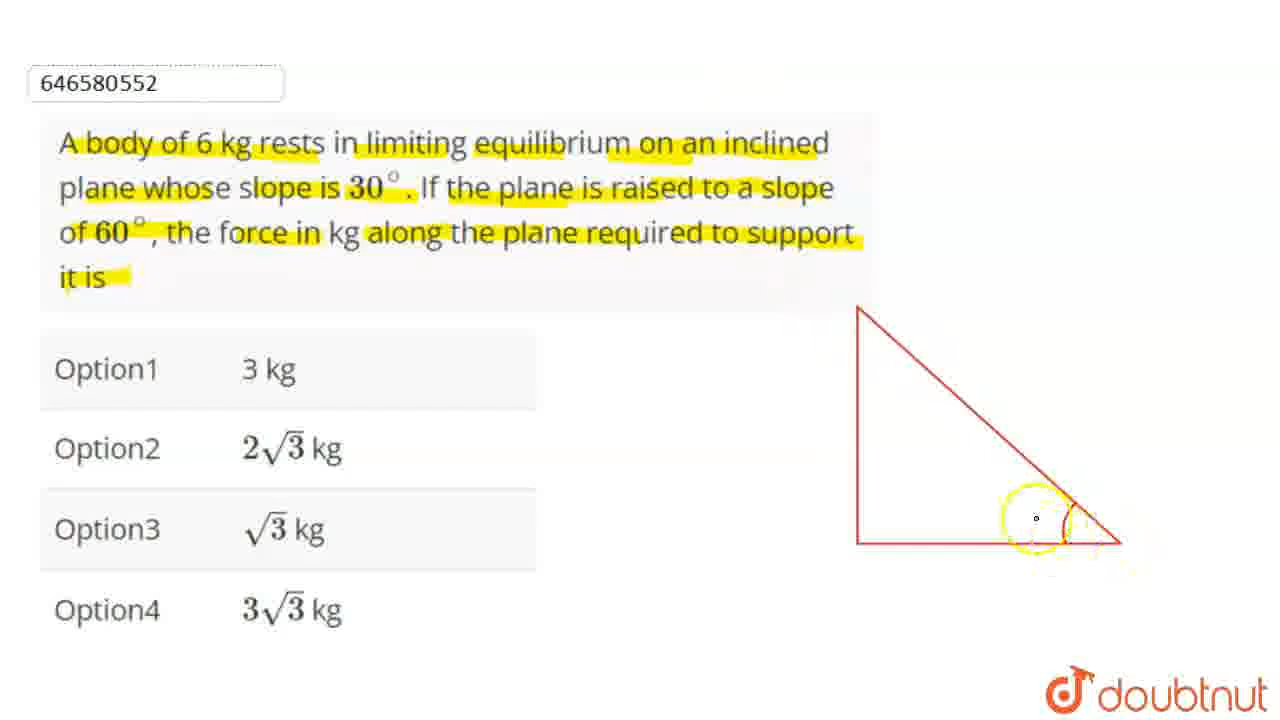 646580552
A body of 6 kg rests in limiting equilibrium on an inclined
plane whose slope is 30°. If the plane is raised to a slope
of 60°, the force in kg along the plane required to support
it is
Option1 3 kg
Option2 2√3 kg
Option3 √3 kg
Option4 3√3 kg
doubtnut